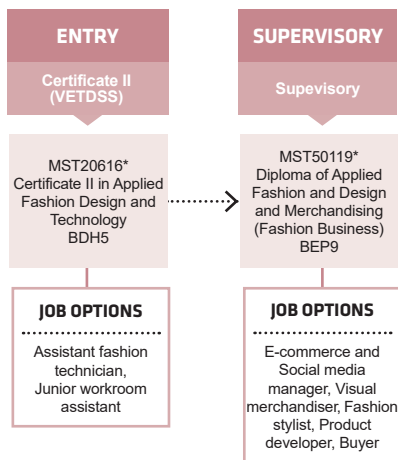 ENTRY
Certificate II
(VETDSS)
MST20616*
Certificate II in Applied
Fashion Design and
Technology
BDH5
JOB OPTIONS
Assistant fashion
technician,
Junior workroom
assistant
SUPERVISORY
Supevisory
MST50119*
Diploma of Applied
Fashion and Design
and Merchandising
(Fashion Business)
BEP9
JOB OPTIONS
E-commerce and
Social media
manager, Visual
merchandiser, Fashion
stylist, Product
developer, Buyer